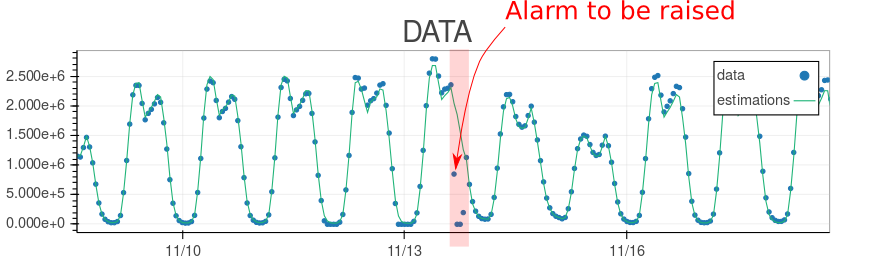 Alarm to be raised
DATA
2.500e+6
2.000e+6
1.500e+6
1.000e+6
5.000e+5
0.000e+0
data
estimations
11/10
11/13
11/16